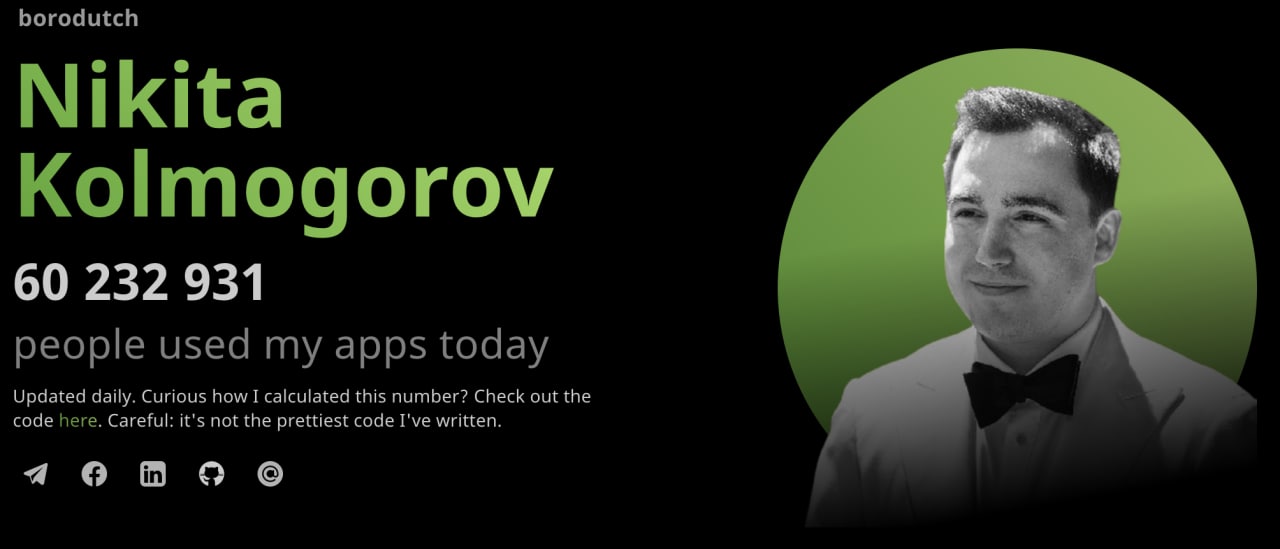 borodutch
Nikita
Kolmogorov
60 232 931
people used my apps today
Updated daily. Curious how I calculated this number? Check out the
code here. Careful: it's not the prettiest code I've written.
in
@